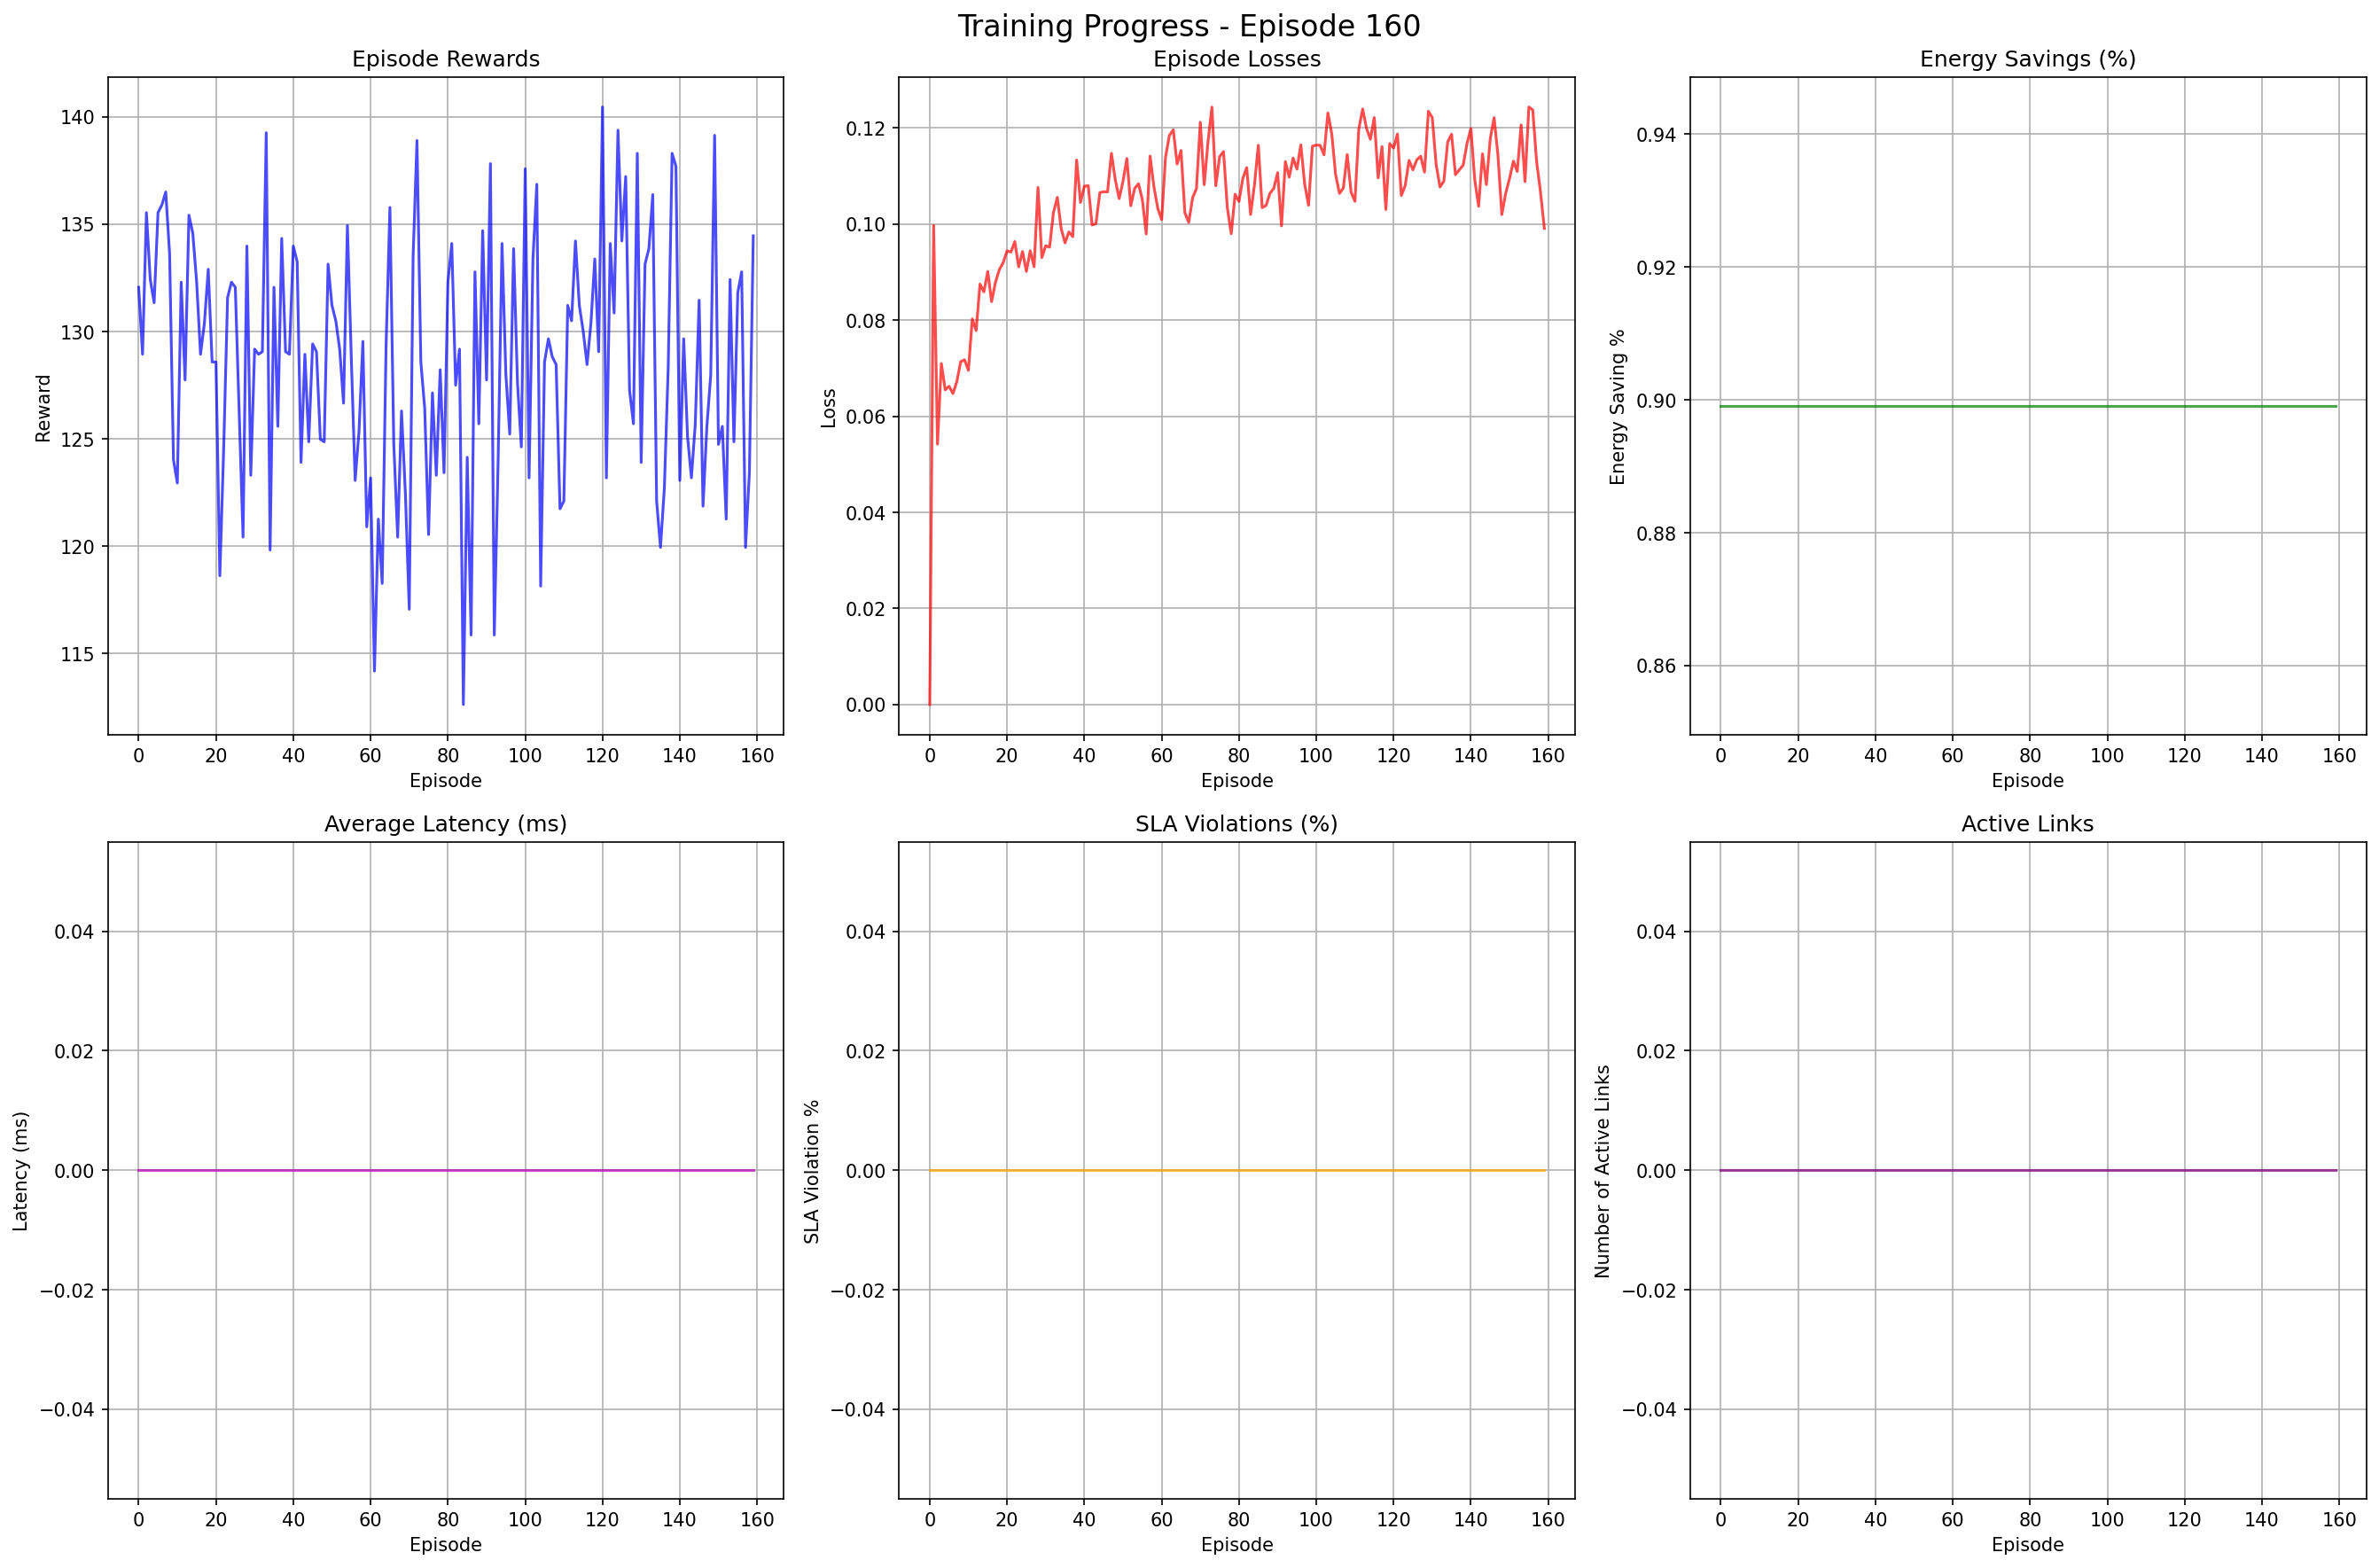 Training Progress - Episode 160
Episode Rewards
Reward
140
135
130
125
120
115
0 20 40 60 80 100 120 140 160
Episode
Episode Losses
Loss
0.12
0.10
0.08
0.06
0.04
0.02
0.00
0 20 40 60 80 100 120 140 160
Episode
Energy Savings (%)
Energy Saving %
0.94
0.92
0.90
0.88
0.86
0 20 40 60 80 100 120 140 160
Episode
Average Latency (ms)
Latency (ms)
0.04
0.02
0.00
−0.02
−0.04
0 20 40 60 80 100 120 140 160
Episode
SLA Violations (%)
SLA Violation %
0.04
0.02
0.00
−0.02
−0.04
0 20 40 60 80 100 120 140 160
Episode
Active Links
Number of Active Links
0.04
0.02
0.00
−0.02
−0.04
0 20 40 60 80 100 120 140 160
Episode